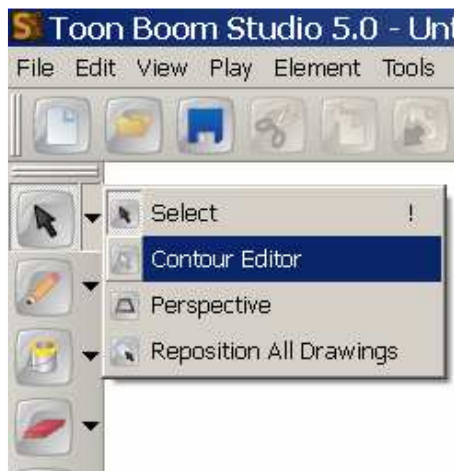 Toon Boom Studio 5.0 - Unt
File Edit View Play Element Tools
Select !
Contour Editor
Perspective
Reposition All Drawings